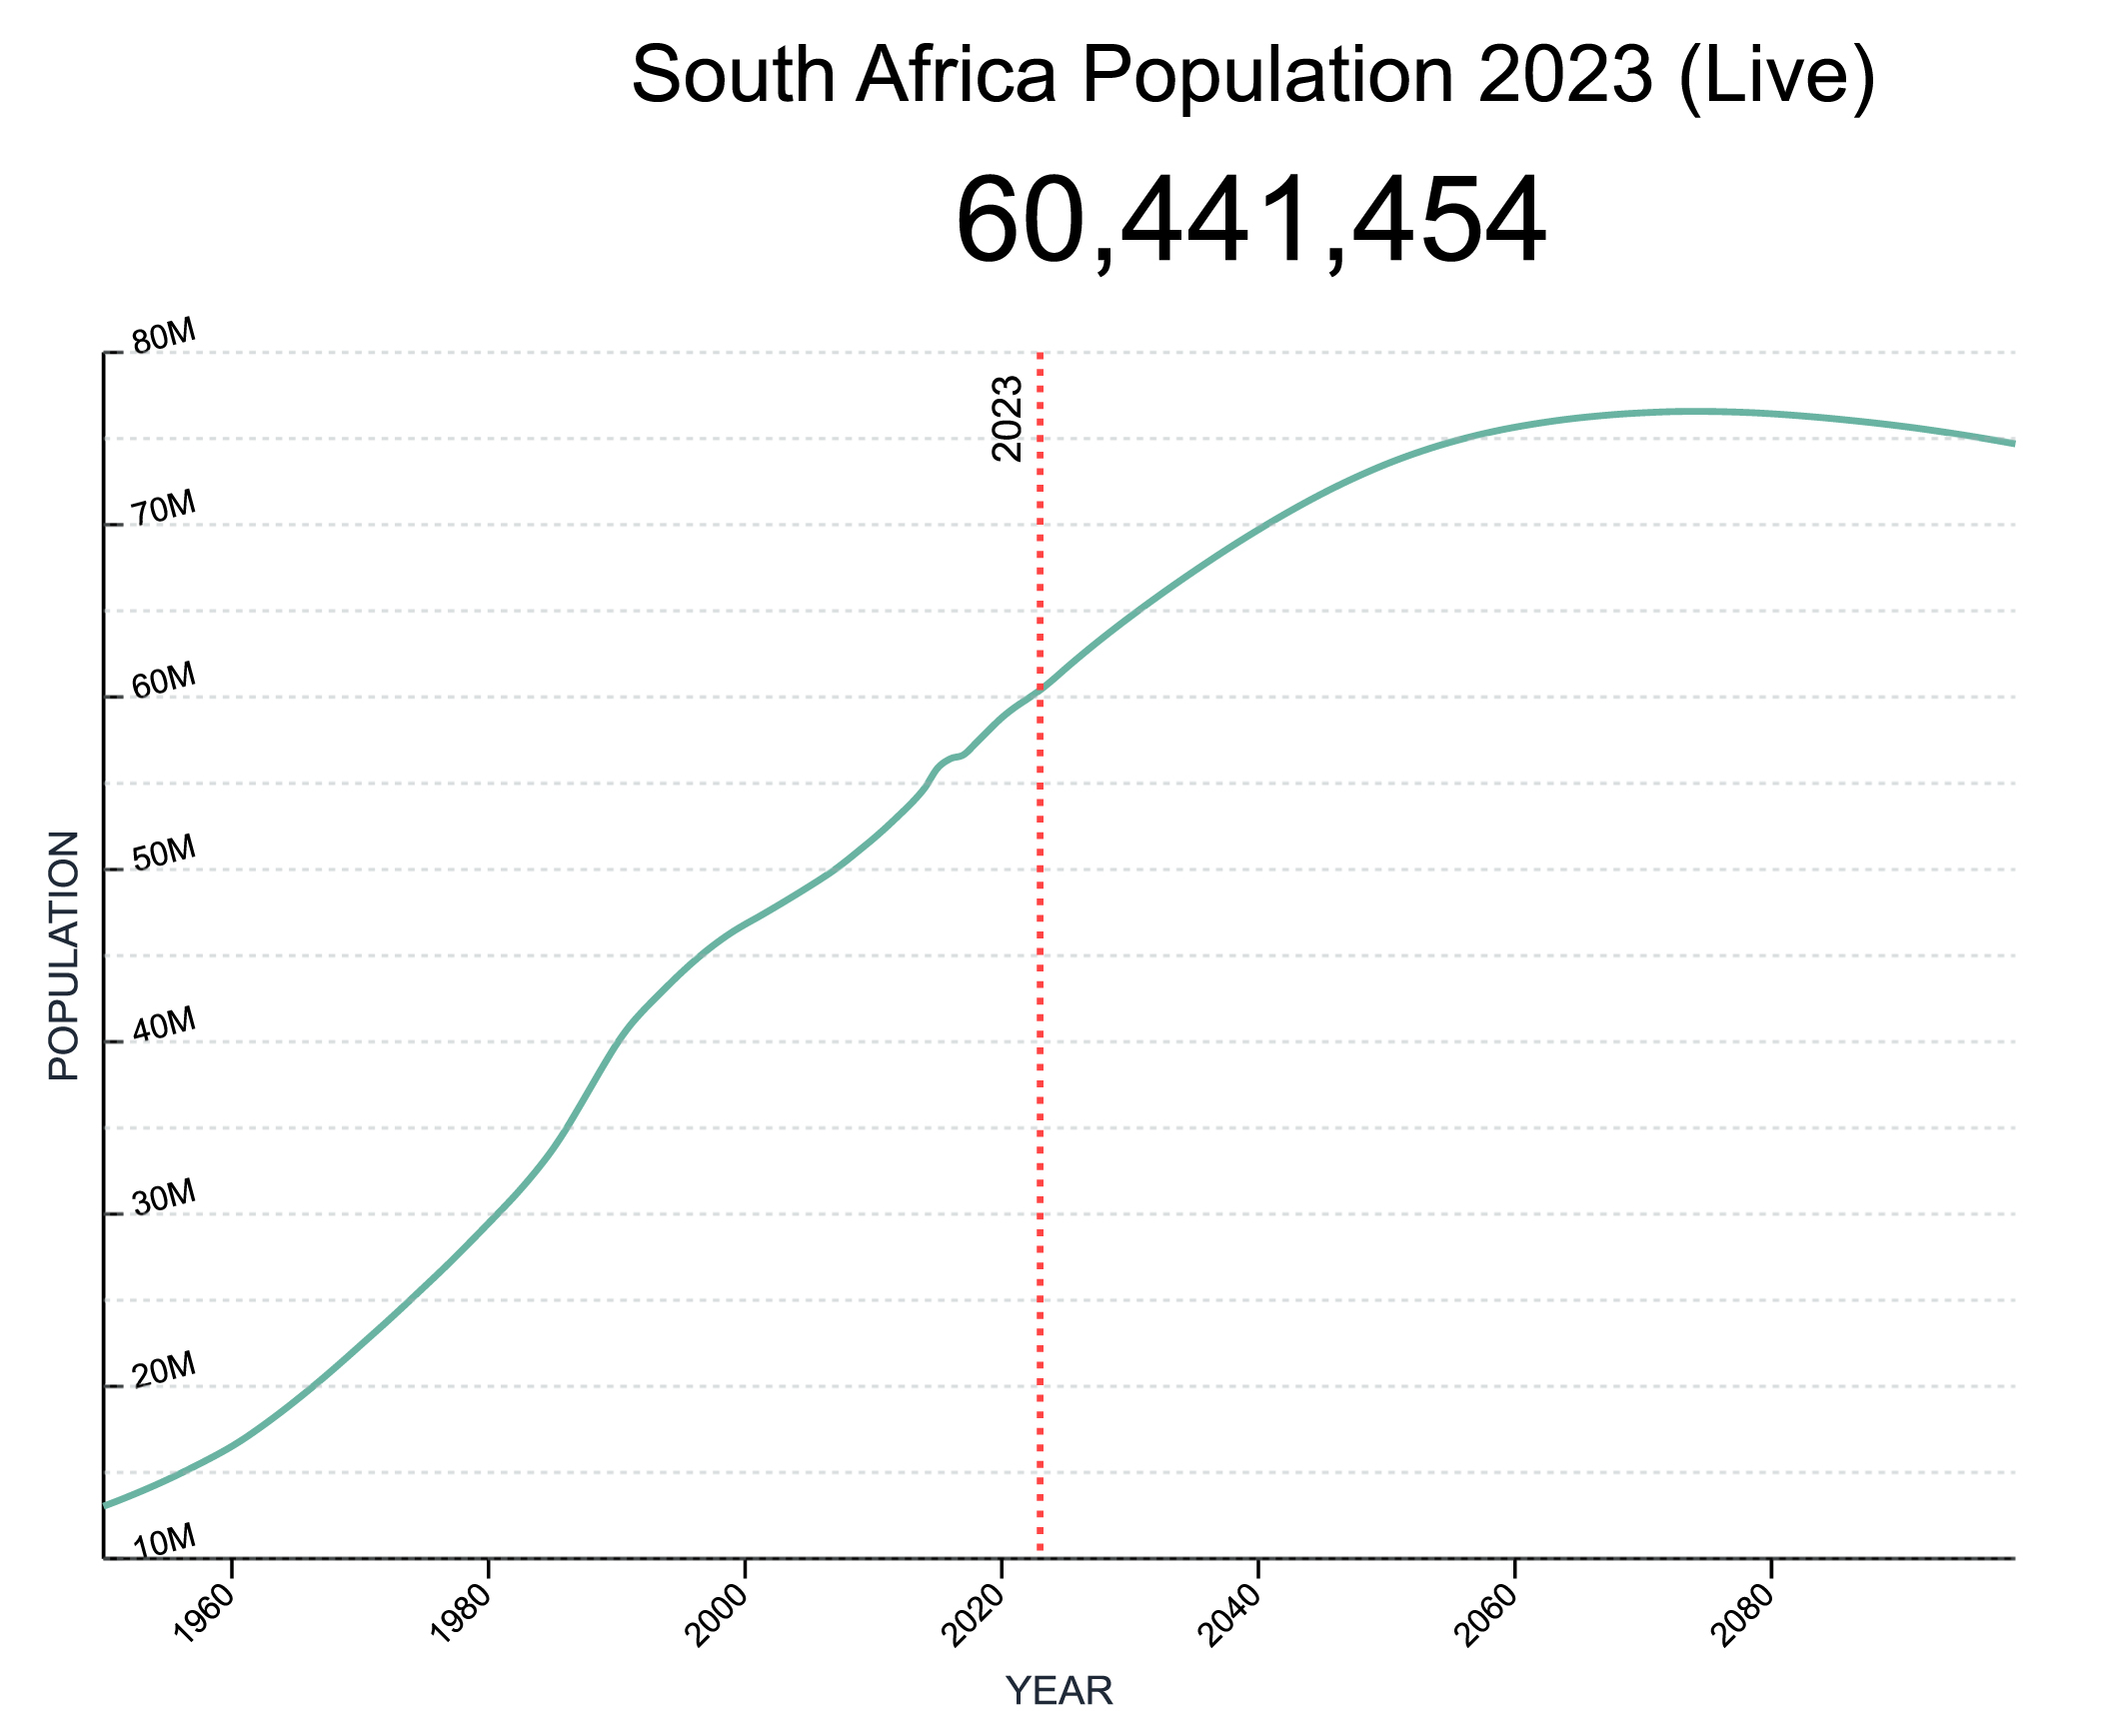 South Africa Population 2023 (Live)
60,441,454
80M
2023
70M
60M
50M
40M
30M
20M
10M
POPULATION
1960
1980
2000
2020
2040
2060
2080
YEAR